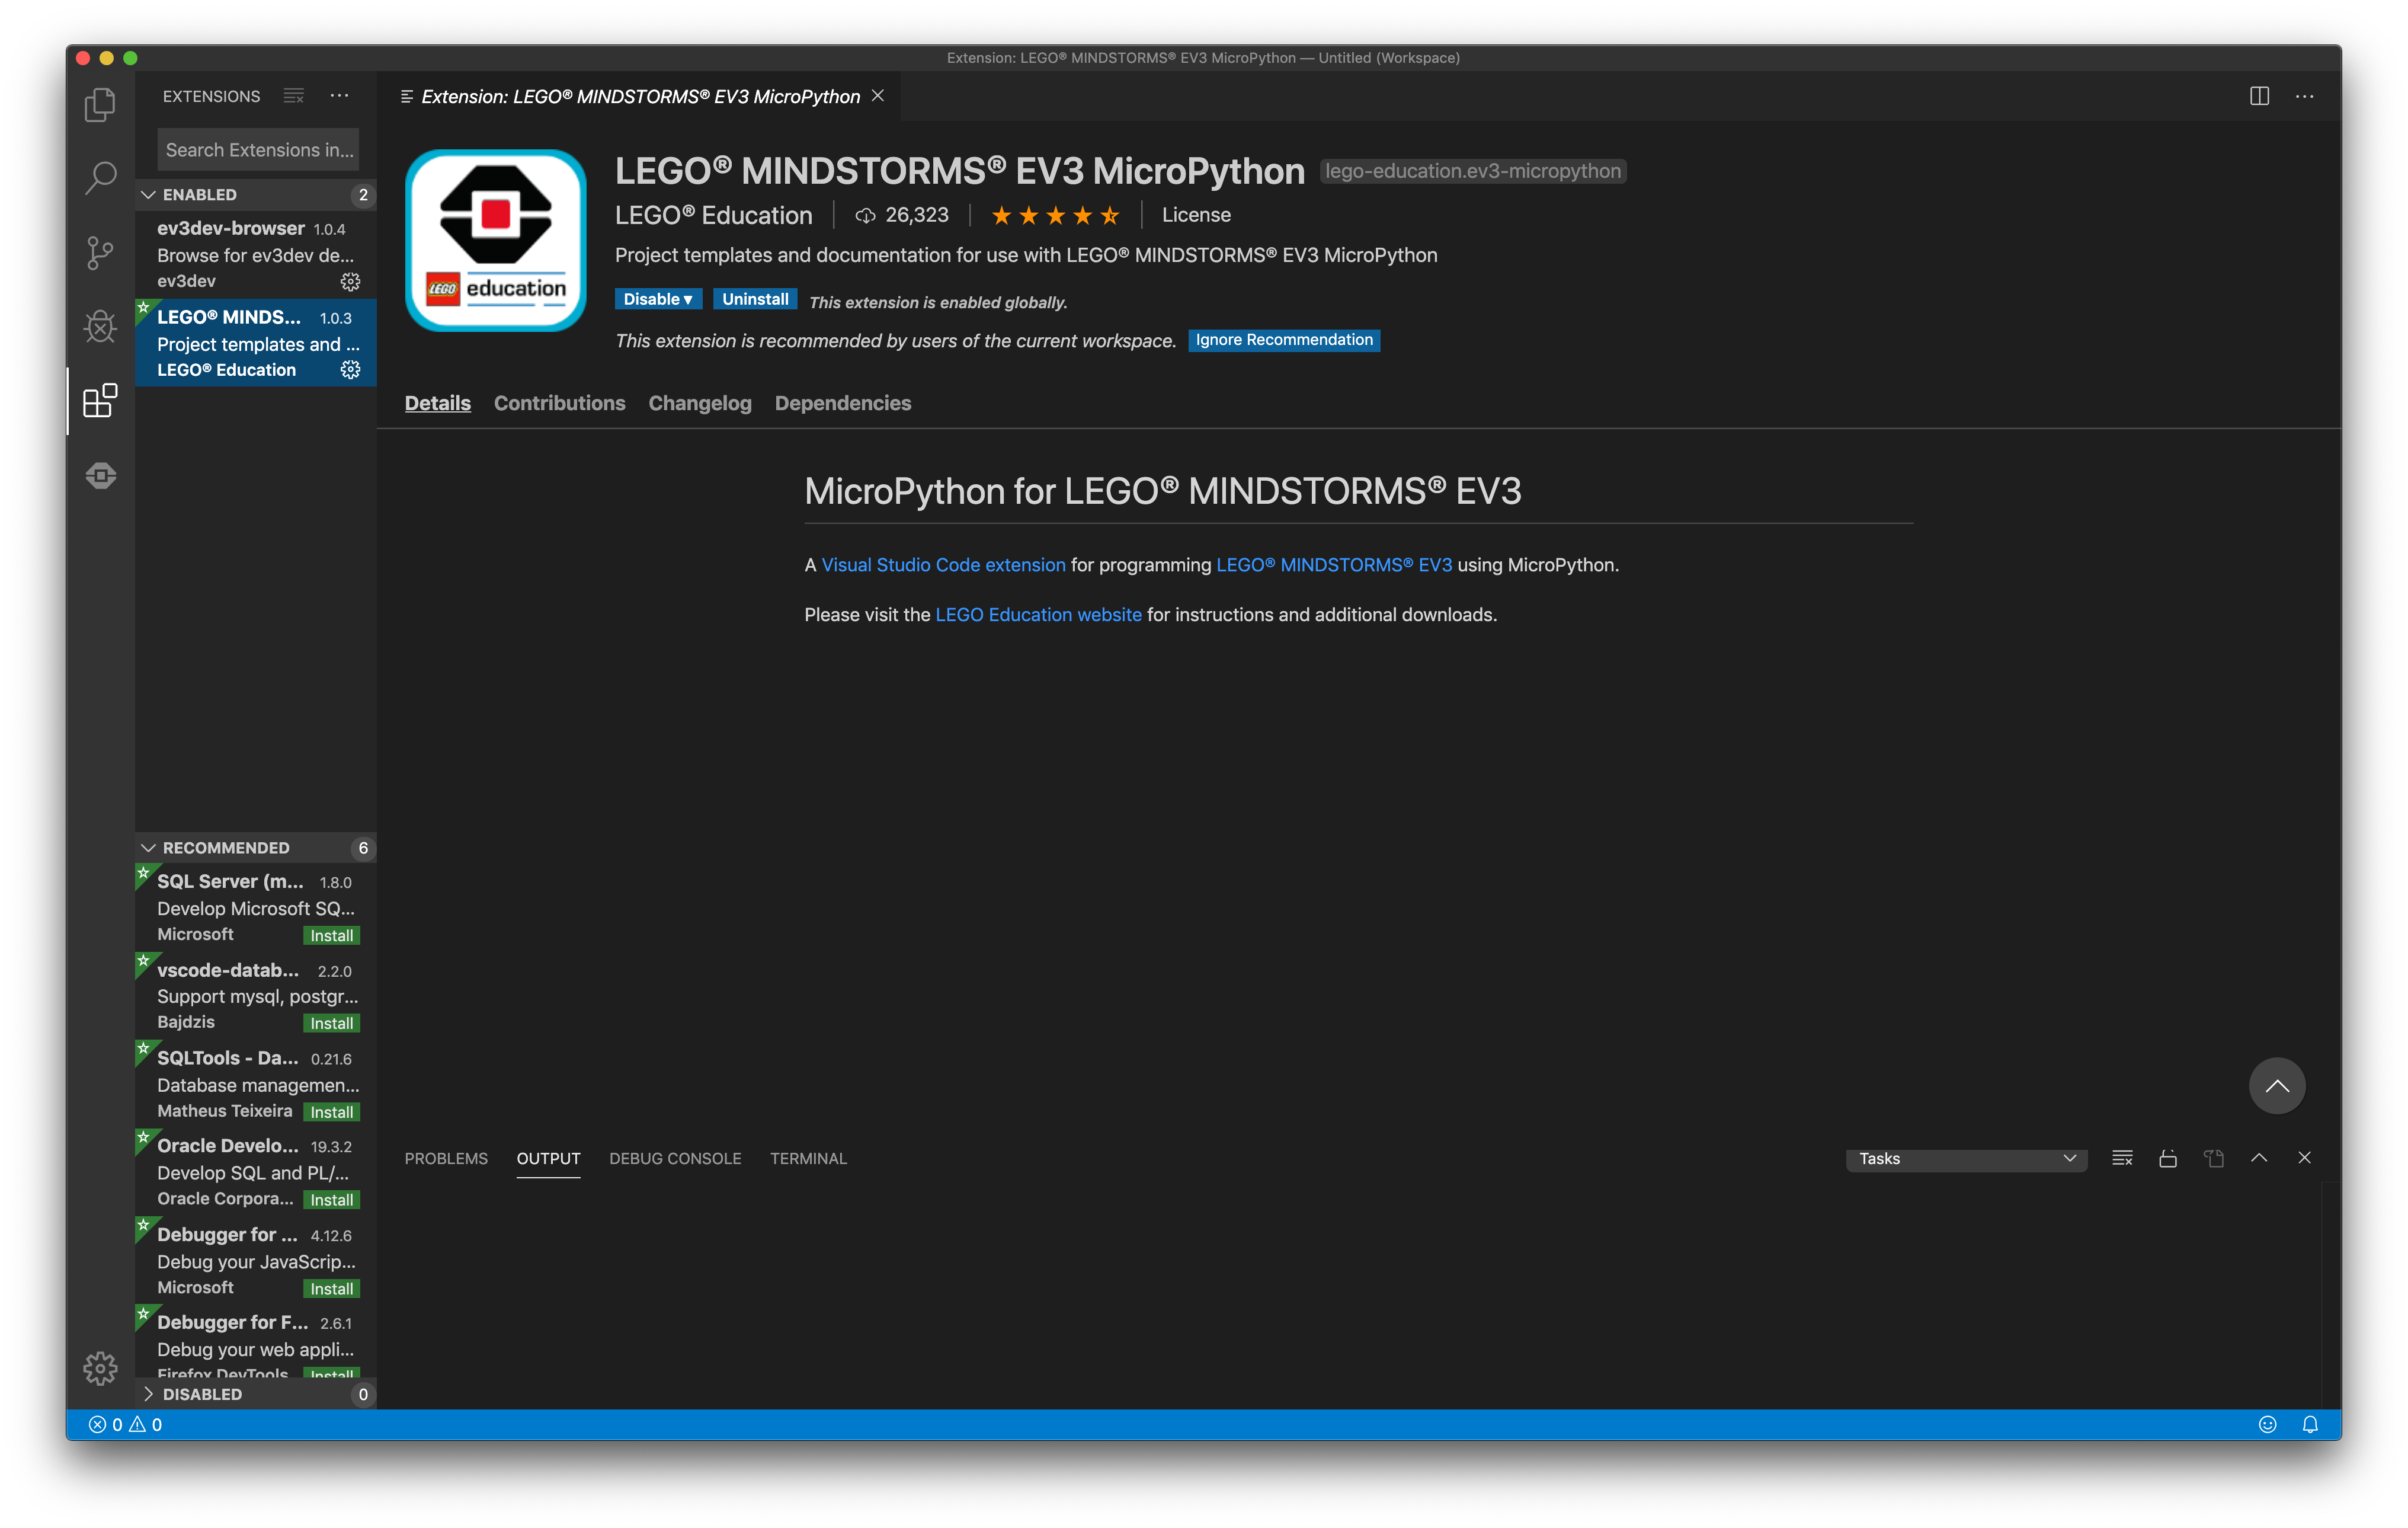 Extension: LEGO® MINDSTORMS® EV3 MicroPython — Untitled (Workspace)
EXTENSIONS
Search Extensions in...
ENABLED 2
ev3dev-browser 1.0.4
Browse for ev3dev de...
ev3dev
LEGO® MINDS... 1.0.3
Project templates and ...
LEGO® Education
RECOMMENDED 6
SQL Server (m... 1.8.0
Develop Microsoft SQ...
Microsoft Install
vscode-datab... 2.2.0
Support mysql, postgr...
Bajdzis Install
SQLTools - Da... 0.21.6
Database managemen...
Matheus Teixeira Install
Oracle Develo... 19.3.2
Develop SQL and PL/...
Oracle Corpora... Install
Debugger for ... 4.12.6
Debug your JavaScrip...
Microsoft Install
Debugger for F... 2.6.1
Debug your web appli...
Firefox DevTools Install
DISABLED 0
Extension: LEGO® MINDSTORMS® EV3 MicroPython
LEGO education
LEGO® MINDSTORMS® EV3 MicroPython lego-education.ev3-micropython
LEGO® Education 26,323 License
Project templates and documentation for use with LEGO® MINDSTORMS® EV3 MicroPython
Disable Uninstall This extension is enabled globally.
This extension is recommended by users of the current workspace. Ignore Recommendation
Details Contributions Changelog Dependencies
MicroPython for LEGO® MINDSTORMS® EV3
A Visual Studio Code extension for programming LEGO® MINDSTORMS® EV3 using MicroPython.
Please visit the LEGO Education website for instructions and additional downloads.
PROBLEMS OUTPUT DEBUG CONSOLE TERMINAL Tasks
0 0